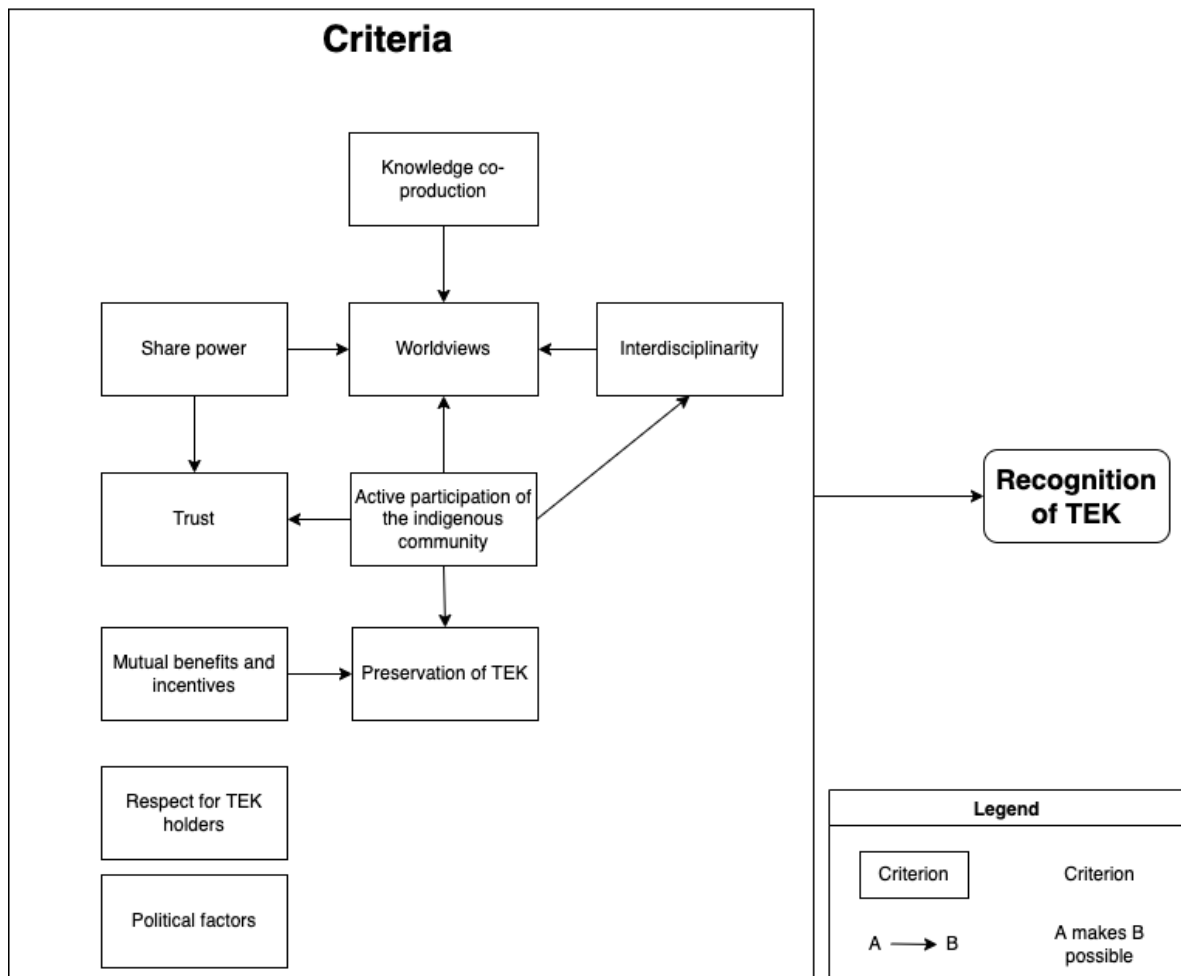 Criteria
Knowledge co-
production
Share power
Worldviews
Interdisciplinarity
Trust
Active participation of
the indigenous
community
Recognition
of TEK
Mutual benefits and
incentives
Preservation of TEK
Respect for TEK
holders
Political factors
Legend
Criterion
Criterion
A
B
A makes B
possible